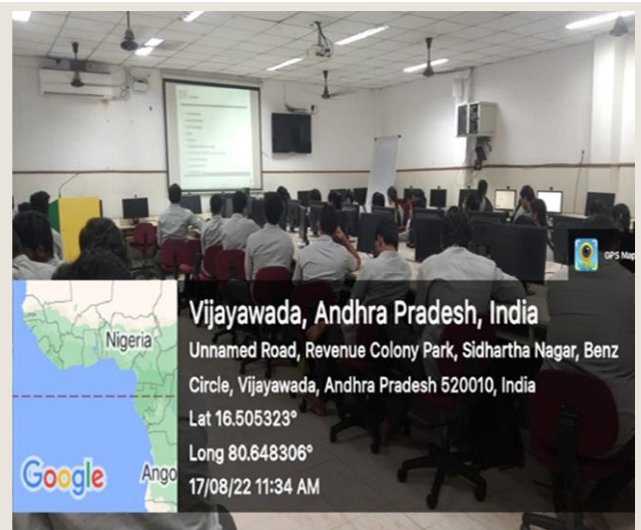 GPS Map
Nigeria
Ango
Google
Vijayawada, Andhra Pradesh, India
Unnamed Road, Revenue Colony Park, Sidhartha Nagar, Benz
Circle, Vijayawada, Andhra Pradesh 520010, India
Lat 16.505323°
Long 80.648306°
17/08/22 11:34 AM